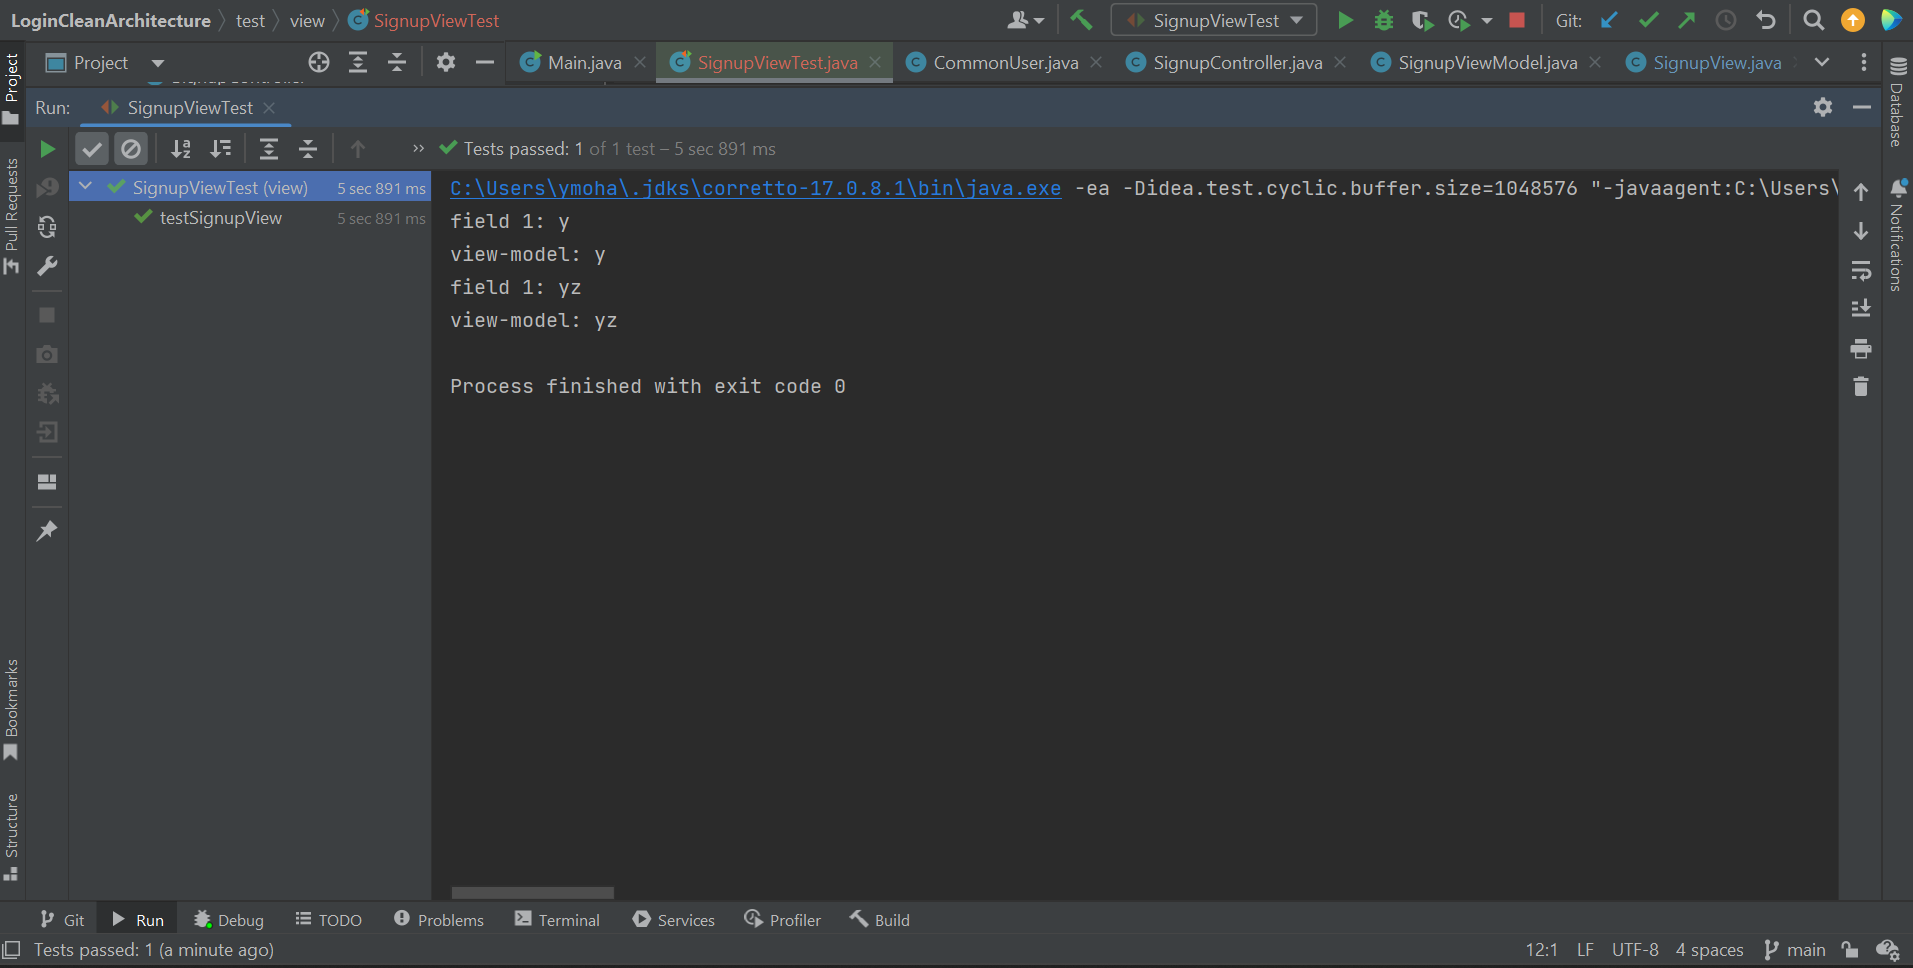 LoginCleanArchitecture test view SignupViewTest SignupViewTest Git:
Project Main.java SignupViewTest.java CommonUser.java SignupController.java SignupViewModel.java SignupView.java
Run: SignupViewTest
Tests passed: 1 of 1 test – 5 sec 891 ms
SignupViewTest (view) 5 sec 891 ms
testSignupView 5 sec 891 ms
C:\Users\ymoha\.jdks\corretto-17.0.8.1\bin\java.exe -ea -Didea.test.cyclic.buffer.size=1048576 "-javaagent:C:\Users\
field 1: y
view-model: y
field 1: yz
view-model: yz
Process finished with exit code 0
Project
Pull Requests
Bookmarks
Structure
Database
Notifications
Git Run Debug TODO Problems Terminal Services Profiler Build
Tests passed: 1 (a minute ago) 12:1 LF UTF-8 4 spaces main